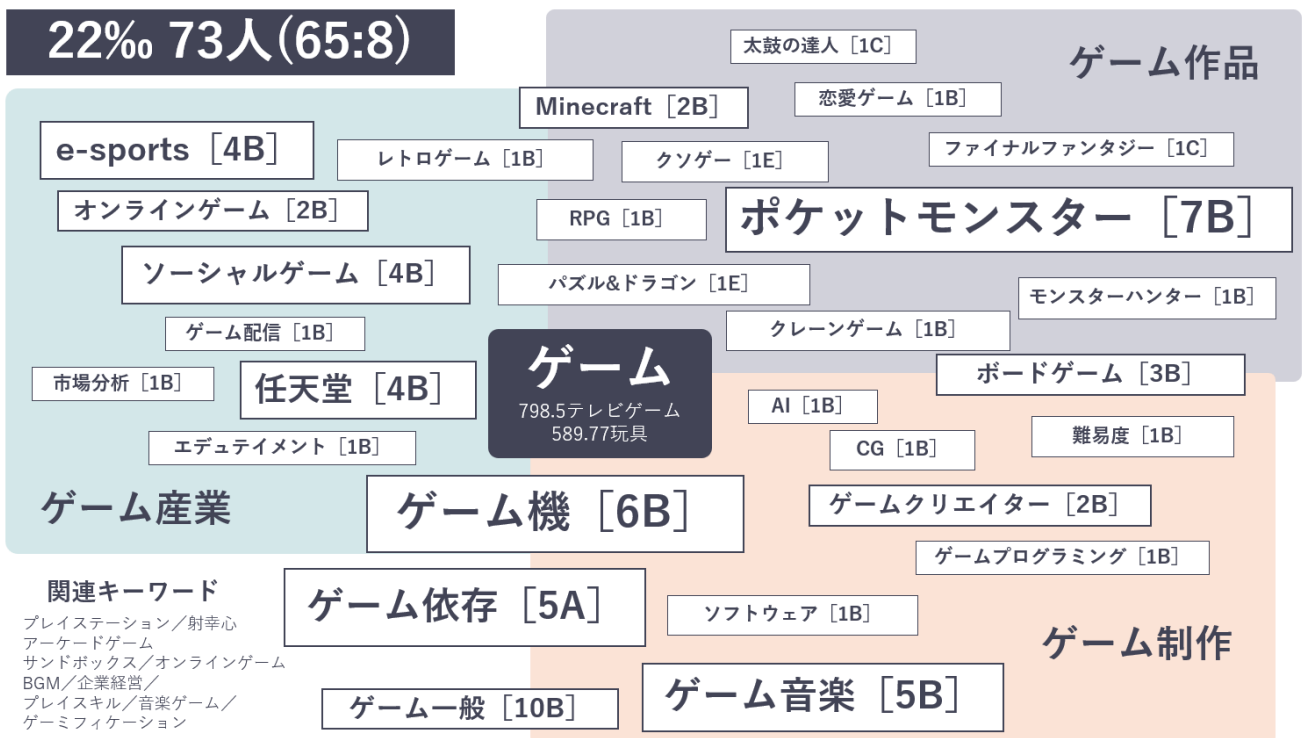 22‰ 73人(65:8)
太鼓の達人［1C］
ゲーム作品
恋愛ゲーム［1B］
Minecraft［2B］
e-sports［4B］
レトロゲーム［1B］
クソゲー［1E］
ファイナルファンタジー［1C］
オンラインゲーム［2B］
RPG［1B］
ポケットモンスター［7B］
ソーシャルゲーム［4B］
パズル&ドラゴン［1E］
モンスターハンター［1B］
ゲーム配信［1B］
クレーンゲーム［1B］
市場分析［1B］
任天堂［4B］
ゲーム
798.5テレビゲーム
589.77玩具
ボードゲーム［3B］
AI［1B］
難易度［1B］
エデュテイメント［1B］
CG［1B］
ゲーム産業
ゲーム機［6B］
ゲームクリエイター［2B］
ゲームプログラミング［1B］
関連キーワード
プレイステーション／射幸心
アーケードゲーム
サンドボックス／オンラインゲーム
BGM／企業経営／
プレイスキル／音楽ゲーム／
ゲーミフィケーション
ゲーム依存［5A］
ソフトウェア［1B］
ゲーム制作
ゲーム一般［10B］
ゲーム音楽［5B］